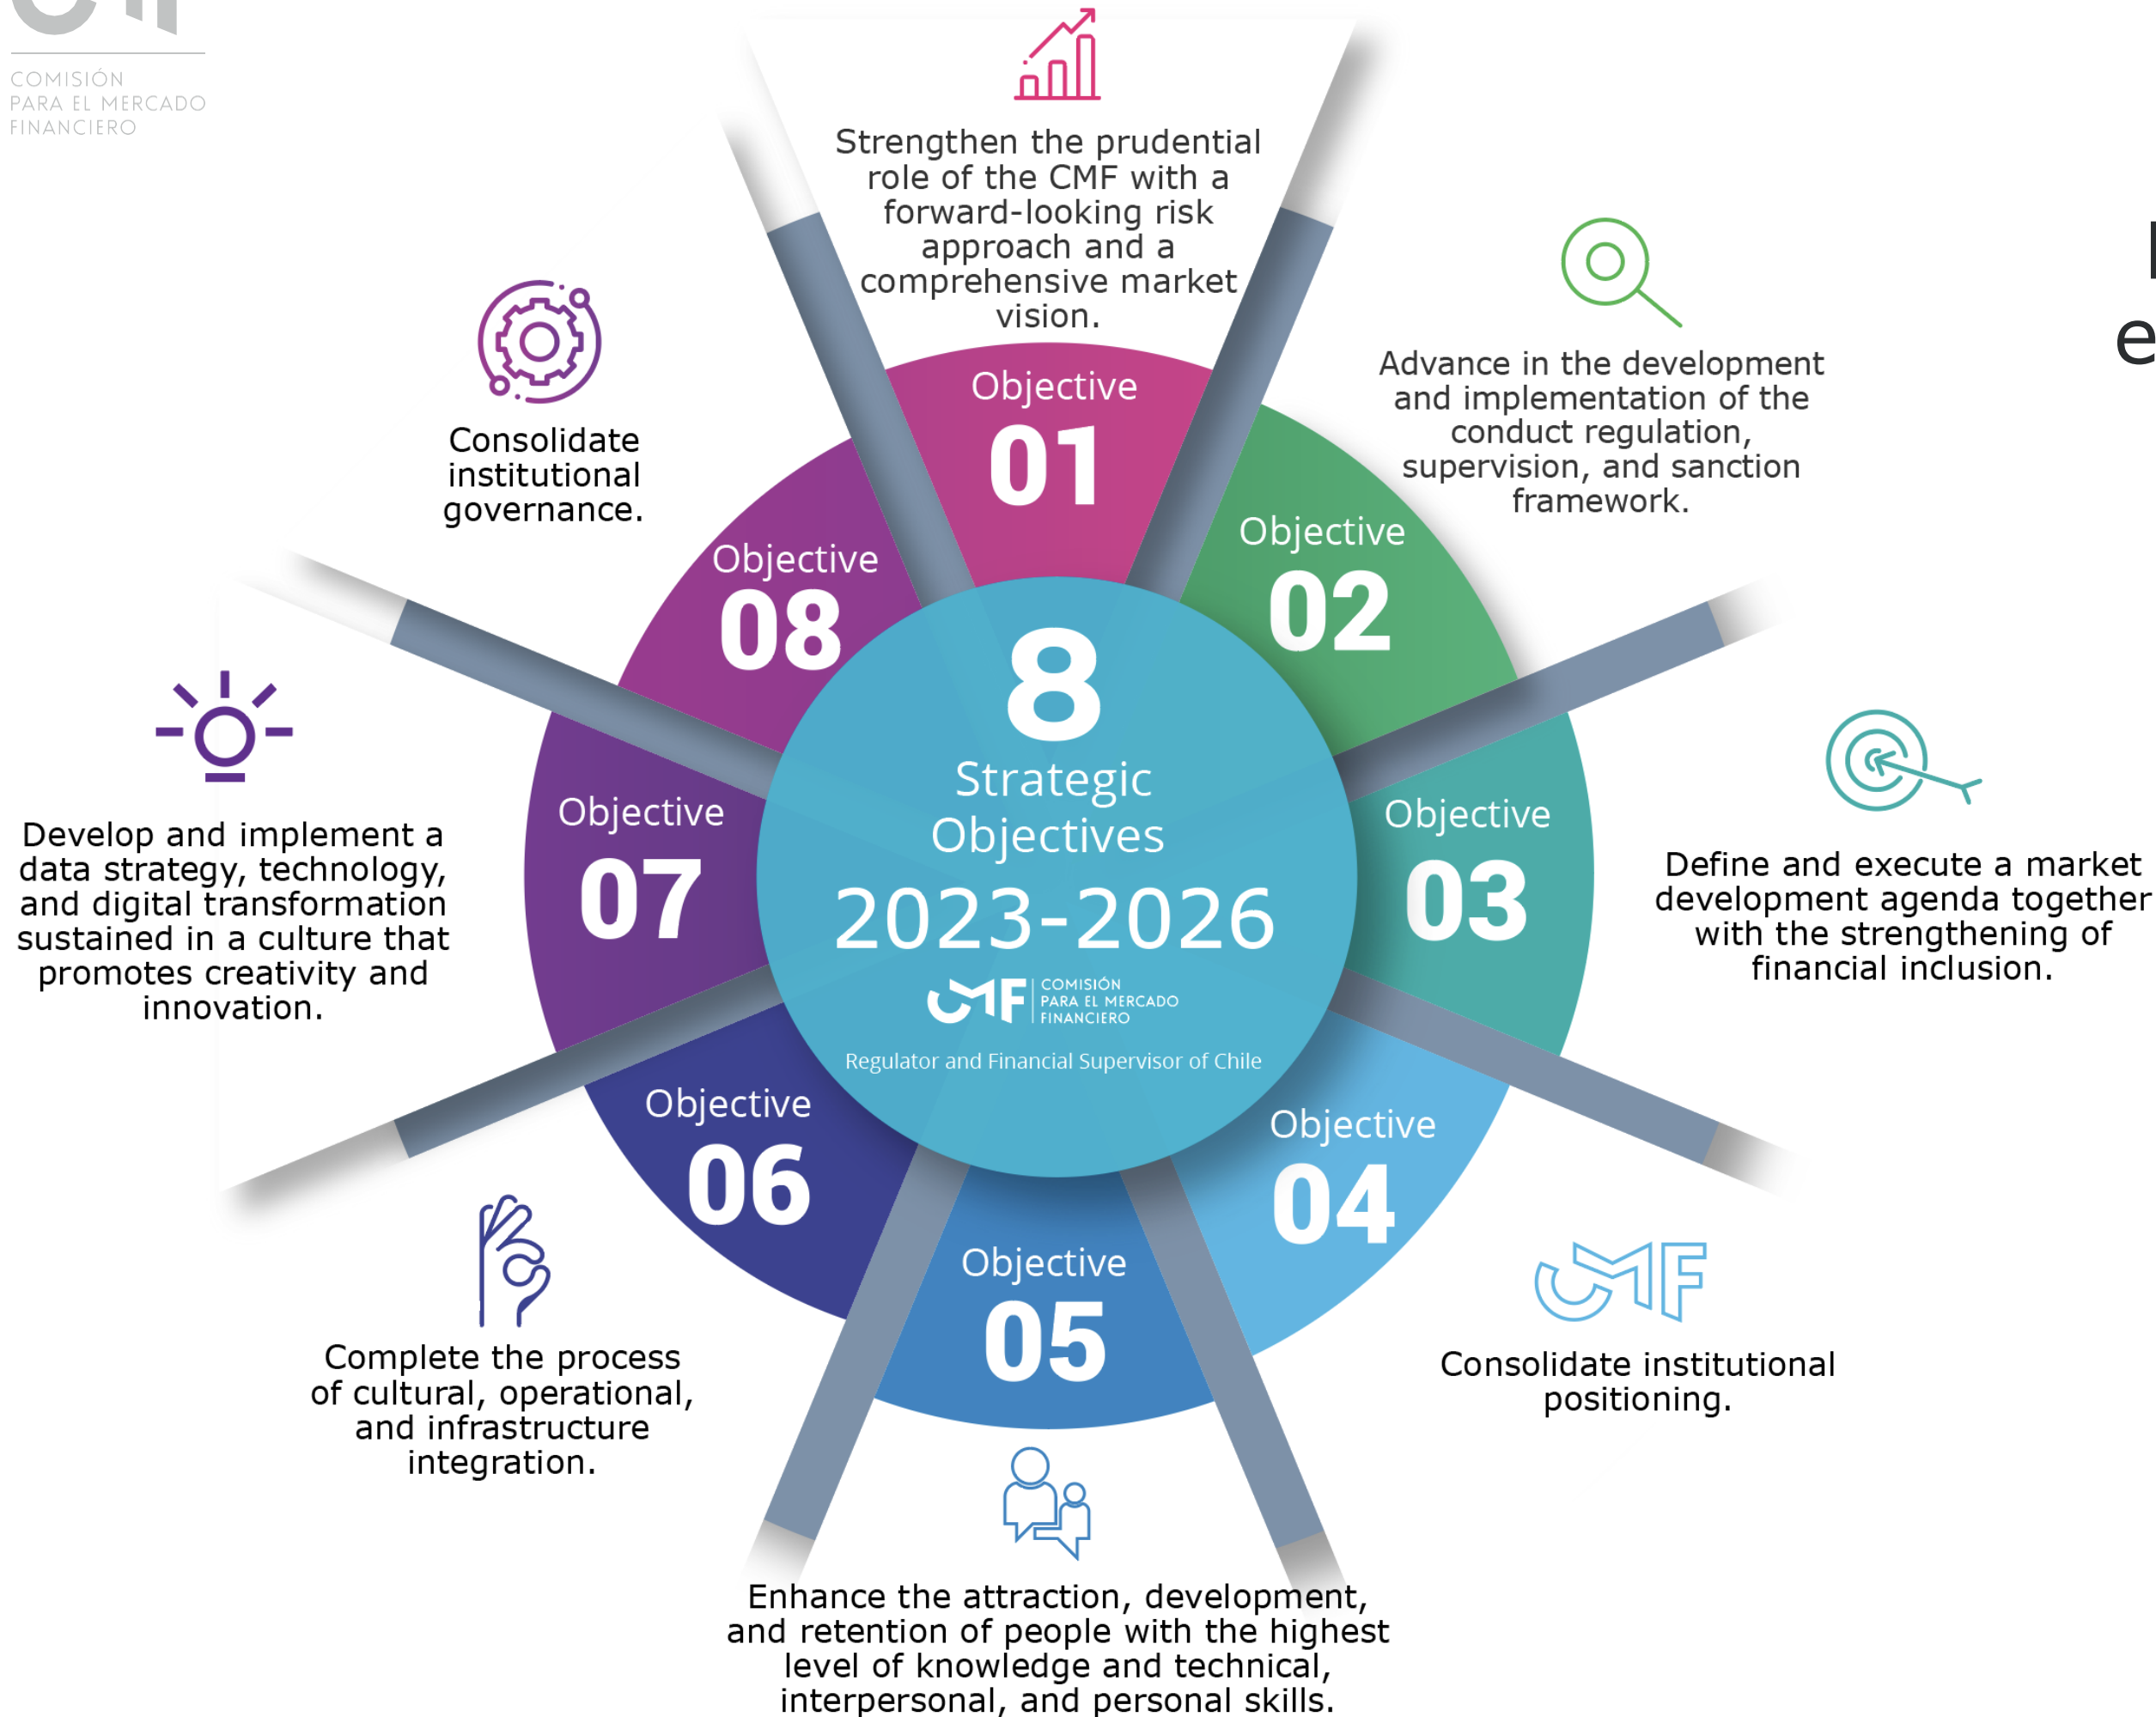 COMISIÓN
PARA EL MERCADO
FINANCIERO
Strengthen the prudential
role of the CMF with a
forward-looking risk
approach and a
comprehensive market
vision.
Objective
01
Advance in the development
and implementation of the
conduct regulation,
supervision, and sanction
framework.
Objective
02
Define and execute a market
development agenda together
with the strengthening of
financial inclusion.
Objective
03
Consolidate institutional
positioning.
Objective
04
CMF
Enhance the attraction, development,
and retention of people with the highest
level of knowledge and technical,
interpersonal, and personal skills.
Objective
05
Complete the process
of cultural, operational,
and infrastructure
integration.
Objective
06
Develop and implement a
data strategy, technology,
and digital transformation
sustained in a culture that
promotes creativity and
innovation.
Objective
07
Consolidate
institutional
governance.
Objective
08
8
Strategic
Objectives
2023-2026
CMF
COMISIÓN
PARA EL MERCADO
FINANCIERO
Regulator and Financial Supervisor of Chile